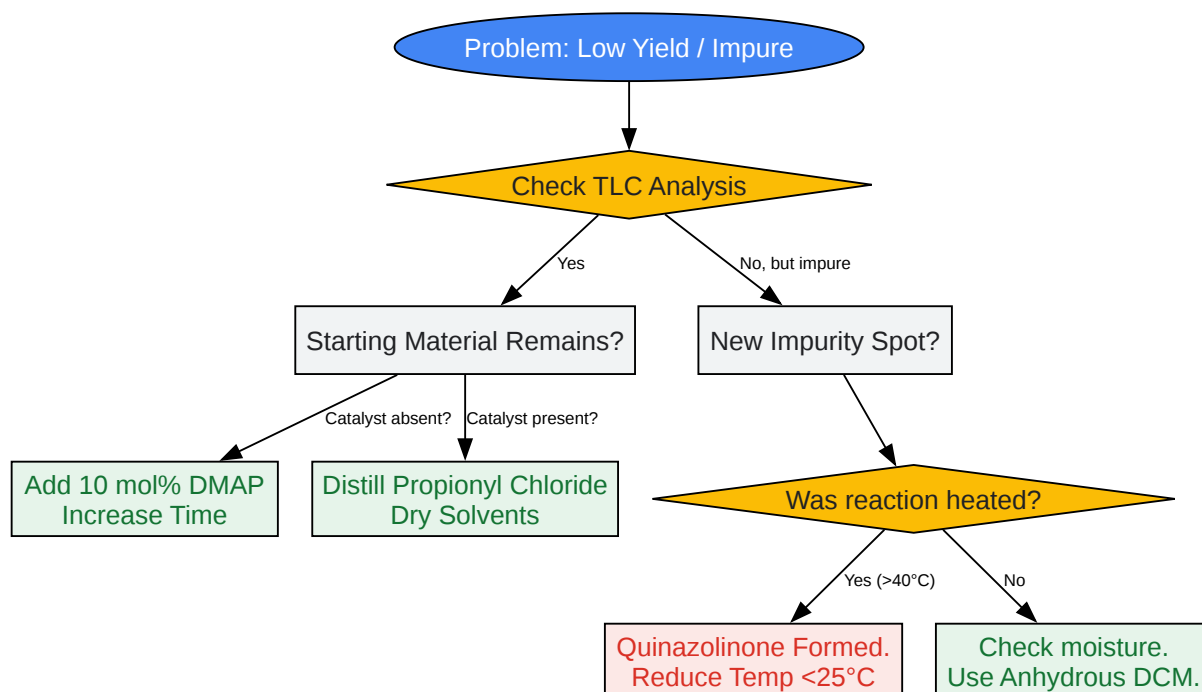 Problem: Low Yield / Impure
Check TLC Analysis
Yes
No, but impure
Starting Material Remains?
New Impurity Spot?
Catalyst absent?
Catalyst present?
Add 10 mol% DMAP
Increase Time
Distill Propionyl Chloride
Dry Solvents
Was reaction heated?
Yes (>40°C)
No
Quinazolinone Formed.
Reduce Temp <25°C
Check moisture.
Use Anhydrous DCM.